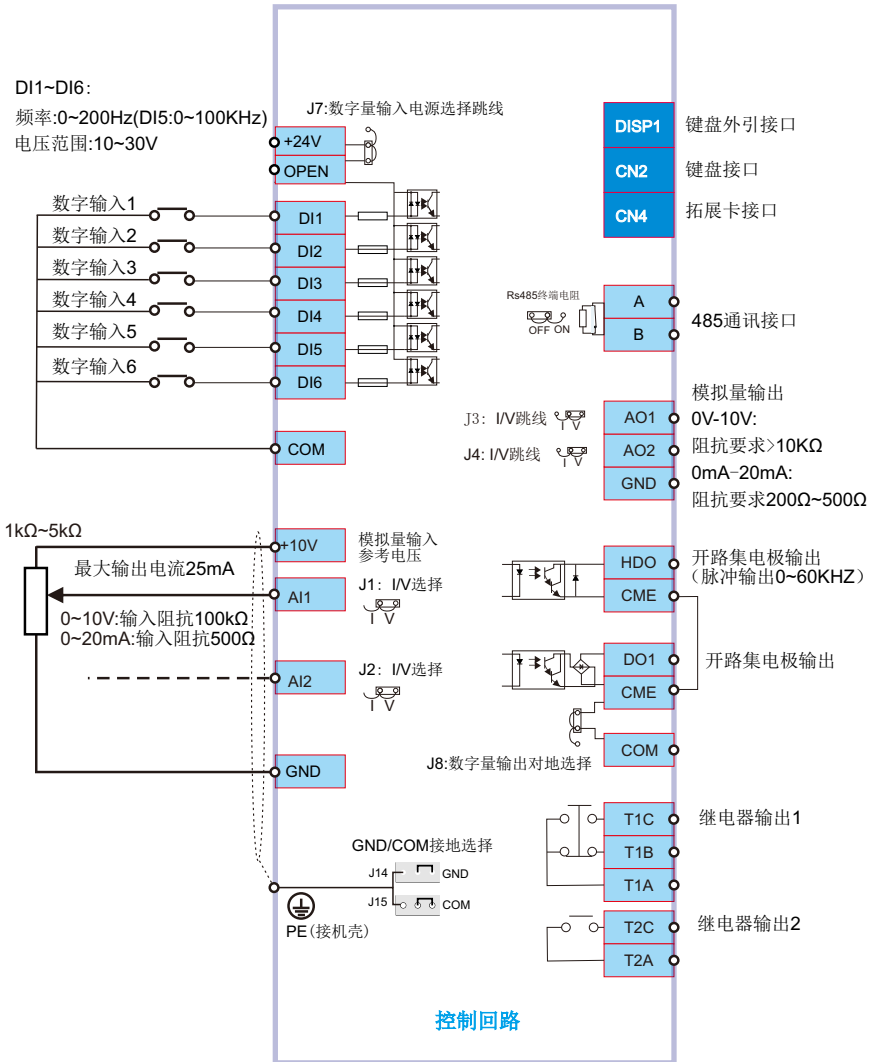 DI1~DI6:
频率:0~200Hz(DI5:0~100KHz)
电压范围:10~30V
J7:数字量输入电源选择跳线
+24V
OPEN
数字输入1
DI1
数字输入2
DI2
数字输入3
DI3
数字输入4
DI4
数字输入5
DI5
数字输入6
DI6
COM
1kΩ~5kΩ
+10V
模拟量输入
参考电压
最大输出电流25mA
AI1
J1: I/V选择
I V
0~10V:输入阻抗100kΩ
0~20mA:输入阻抗500Ω
AI2
J2: I/V选择
I V
GND
GND/COM接地选择
J14
GND
J15
COM
PE(接机壳)
DISP1
键盘外引接口
CN2
键盘接口
CN4
拓展卡接口
Rs485终端电阻
OFF ON
A
B
485通讯接口
J3: I/V跳线
I V
AO1
J4: I/V跳线
I V
AO2
GND
模拟量输出
0V-10V:
阻抗要求>10KΩ
0mA-20mA:
阻抗要求200Ω~500Ω
HDO
CME
开路集电极输出
(脉冲输出0~60KHZ)
DO1
CME
开路集电极输出
COM
J8:数字量输出对地选择
T1C
继电器输出1
T1B
T1A
T2C
继电器输出2
T2A
控制回路